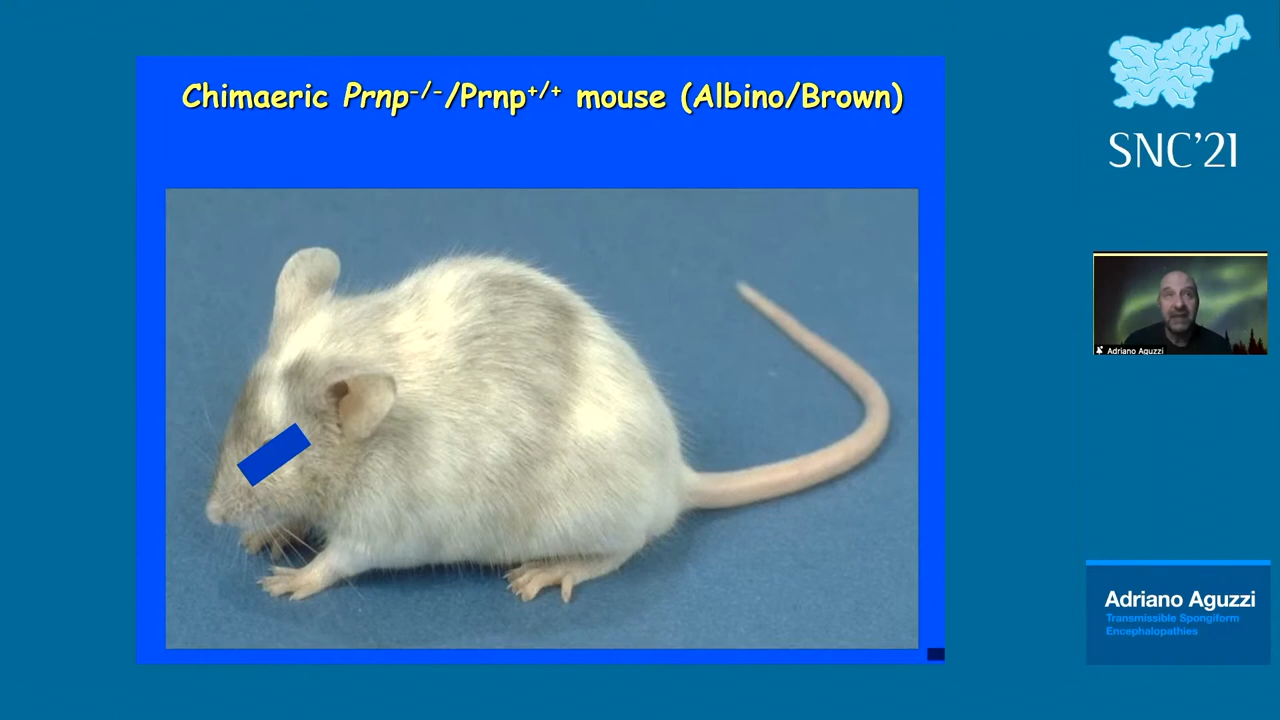 Chimaeric Prnp-/-/Prnp+/+ mouse (Albino/Brown)
SNC'21
Adriano Aguzzi
Adriano Aguzzi
Transmissible Spongiform
Encephalopathies